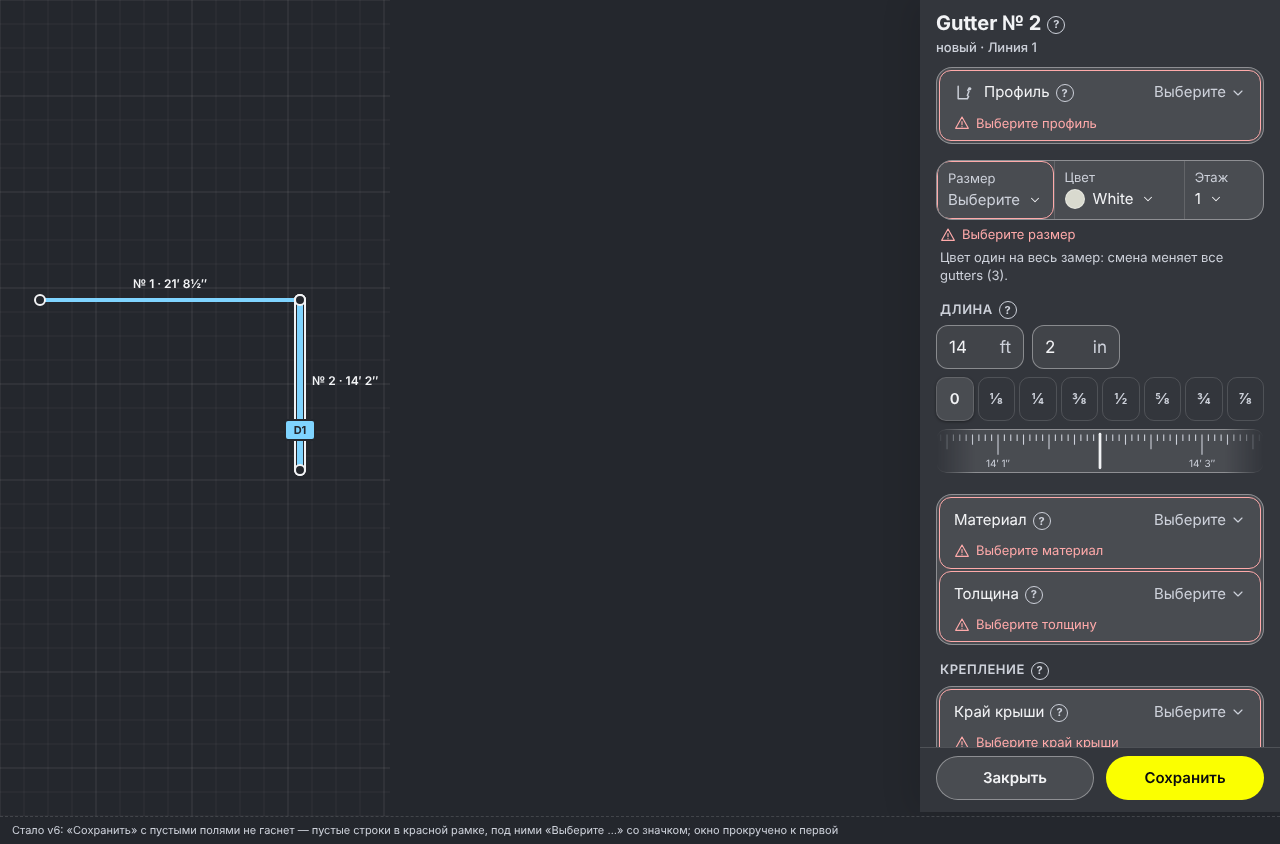 Gutter № 2 ?
новый · Линия 1
Профиль ? Выберите
Выберите профиль
Размер Цвет Этаж
Выберите White 1
Выберите размер
Цвет один на весь замер: смена меняет все
gutters (3).
№ 1 · 21′ 8½″
№ 2 · 14′ 2″
D1
ДЛИНА ?
14 ft 2 in
0 ⅛ ¼ ⅜ ½ ⅝ ¾ ⅞
14′ 1″ 14′ 3″
Материал ? Выберите
Выберите материал
Толщина ? Выберите
Выберите толщину
КРЕПЛЕНИЕ ?
Край крыши ? Выберите
Выберите край крыши
Закрыть Сохранить
Стало v6: «Сохранить» с пустыми полями не гаснет — пустые строки в красной рамке, под ними «Выберите ...» со значком; окно прокручено к первой